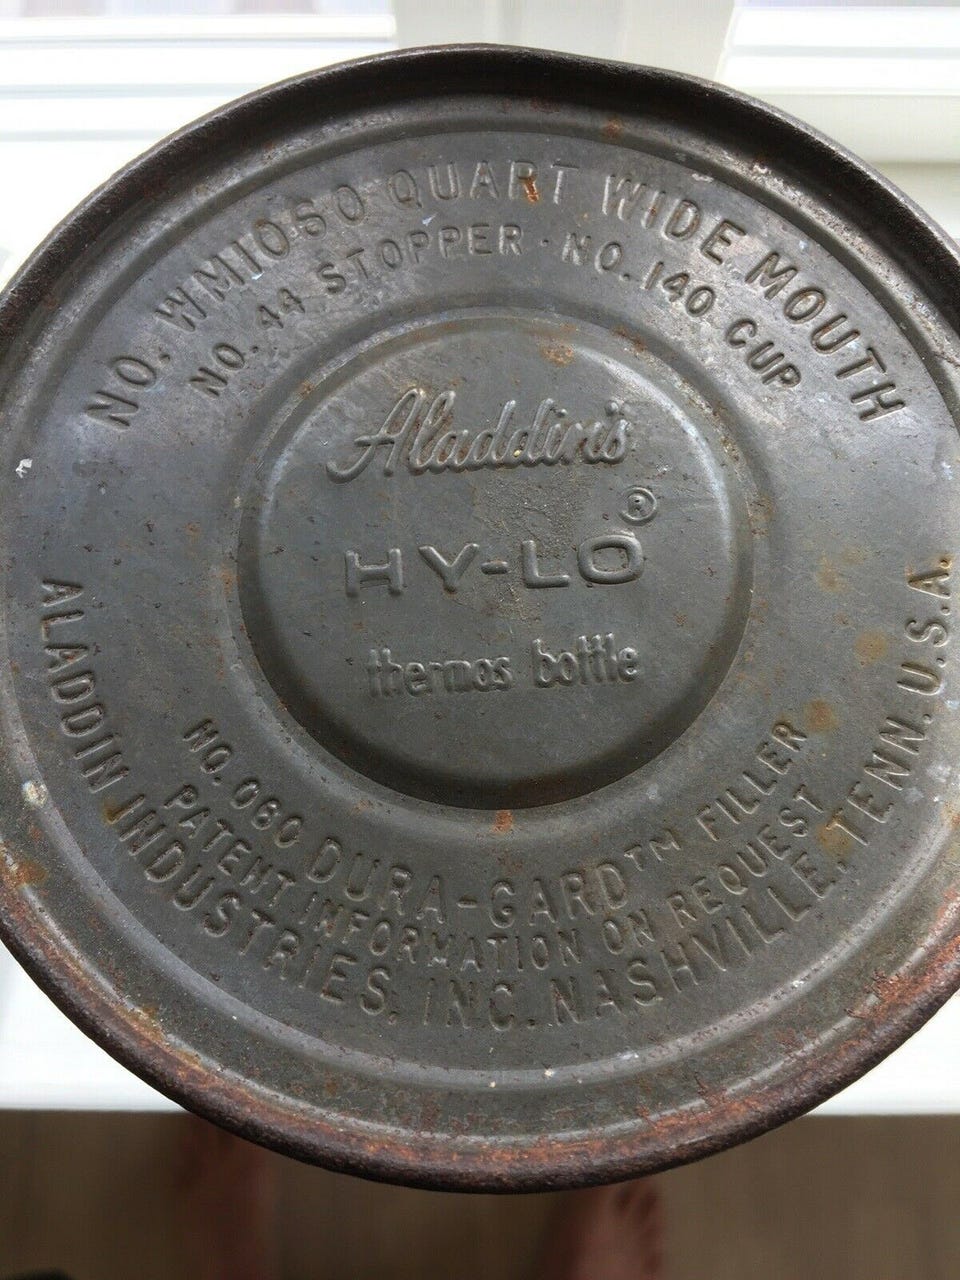 NO. WM1050 QUART WIDE MOUTH
NO. 44 STOPPER · NO. 140 CUP
Aladdin's
HY-LO ®
thermos bottle
NO. 060 DURA-GARD™ FILLER
PATENT INFORMATION ON REQUEST
ALADDIN INDUSTRIES, INC. NASHVILLE, TENN. U.S.A.